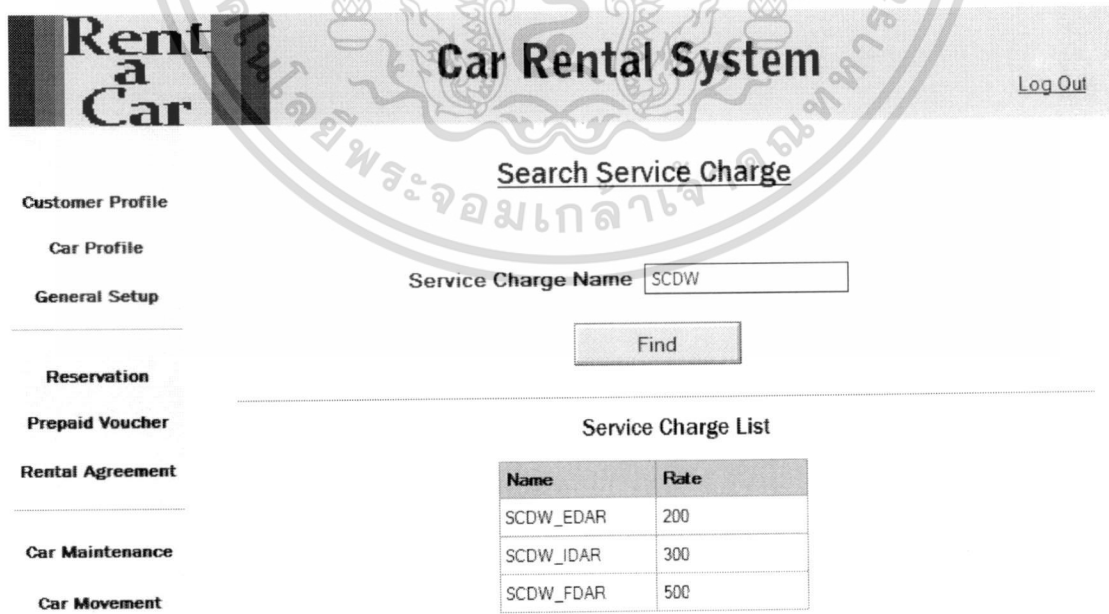 Rent
a
Car
Car Rental System
Log Out
Search Service Charge
Customer Profile
Car Profile
General Setup
Reservation
Prepaid Voucher
Rental Agreement
Car Maintenance
Car Movement
Service Charge Name SCDW
Find
Service Charge List
Name Rate
SCDW_EDAR 200
SCDW_IDAR 300
SCDW_FDAR 500